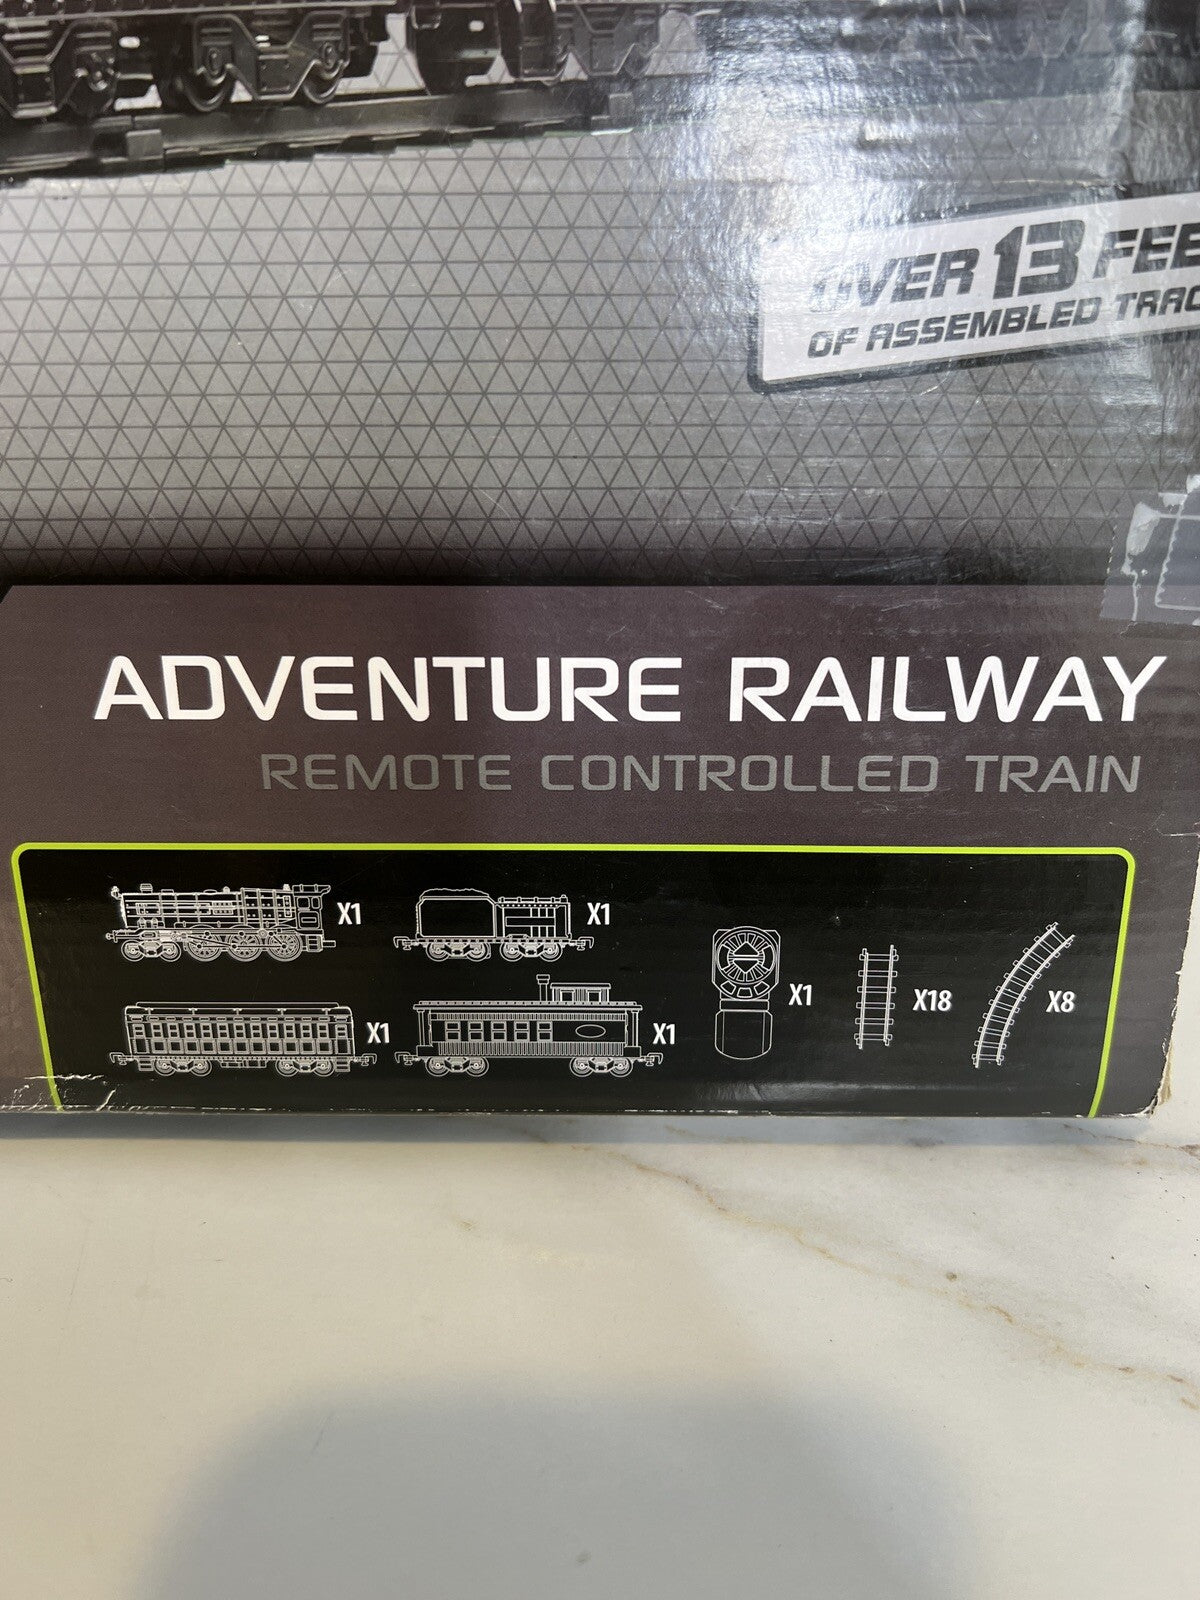 OVER 13 FEE
OF ASSEMBLED TRAC
ADVENTURE RAILWAY
REMOTE CONTROLLED TRAIN
X1 X1
X1 X1 X1 X18 X8